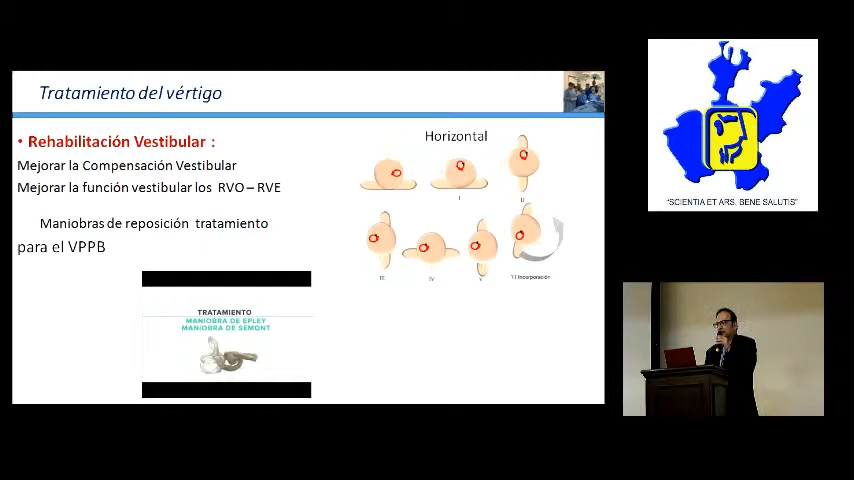 Tratamiento del vértigo
• Rehabilitación Vestibular :
Mejorar la Compensación Vestibular
Mejorar la función vestibular los RVO – RVE
Maniobras de reposición tratamiento
para el VPPB
TRATAMIENTO
MANIOBRA DE EPLEY
MANIOBRA DE SEMONT
Horizontal
I
II
III
IV
V
VI Incorporación
"SCIENTIA ET ARS, BENE SALUTIS"